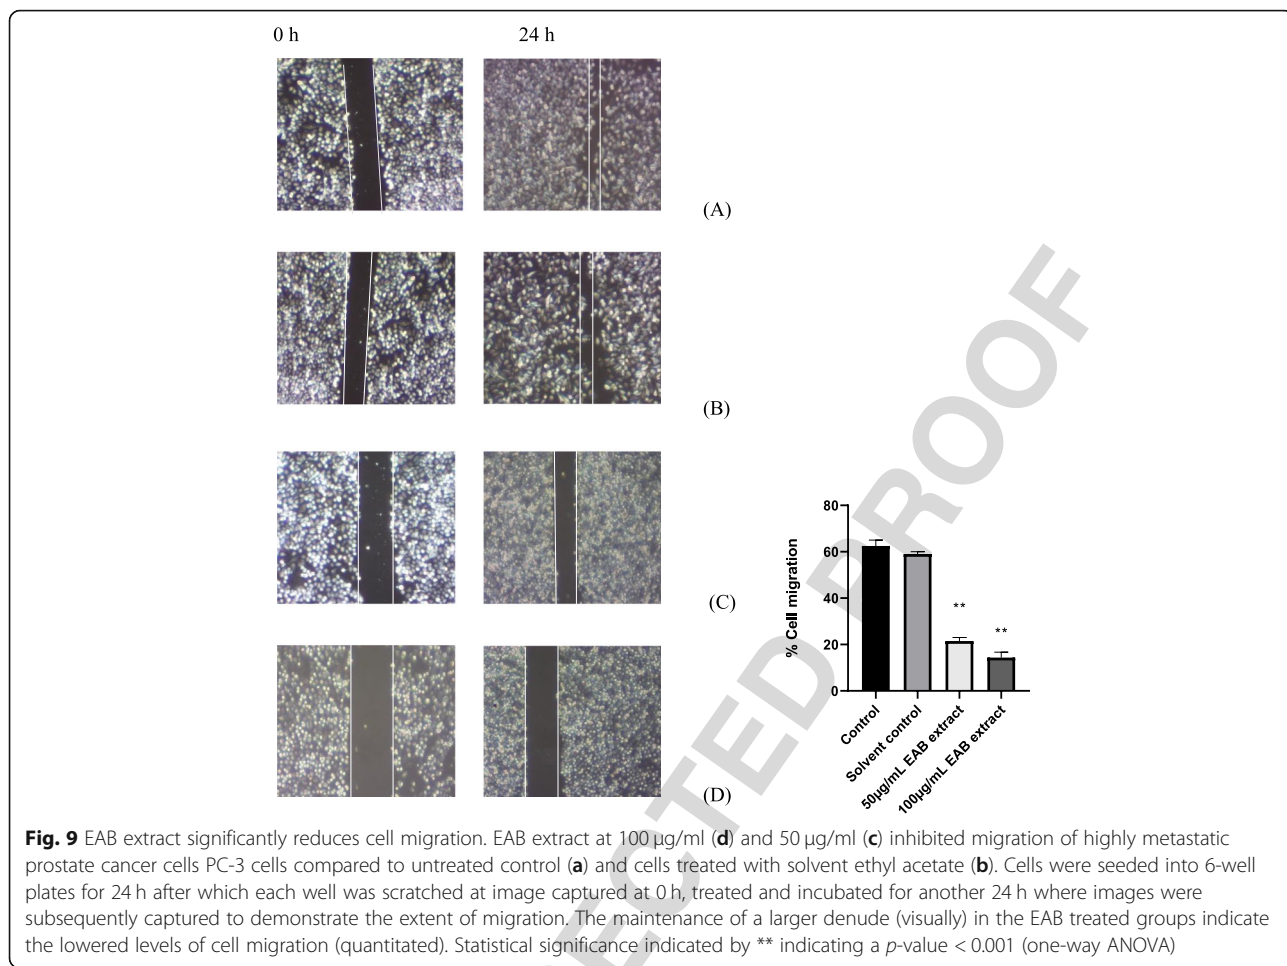 0 h
24 h
(A)
(B)
(C)
(D)
80
60
40
20
0
% Cell migration
**
**
Control
Solvent control
50µg/mL EAB extract
100µg/mL EAB extract
Fig. 9 EAB extract significantly reduces cell migration. EAB extract at 100 µg/ml (d) and 50 µg/ml (c) inhibited migration of highly metastatic
prostate cancer cells PC-3 cells compared to untreated control (a) and cells treated with solvent ethyl acetate (b). Cells were seeded into 6-well
plates for 24 h after which each well was scratched at image captured at 0 h, treated and incubated for another 24 h where images were
subsequently captured to demonstrate the extent of migration. The maintenance of a larger denude (visually) in the EAB treated groups indicate
the lowered levels of cell migration (quantitated). Statistical significance indicated by ** indicating a p-value < 0.001 (one-way ANOVA)
ECTED PROOF